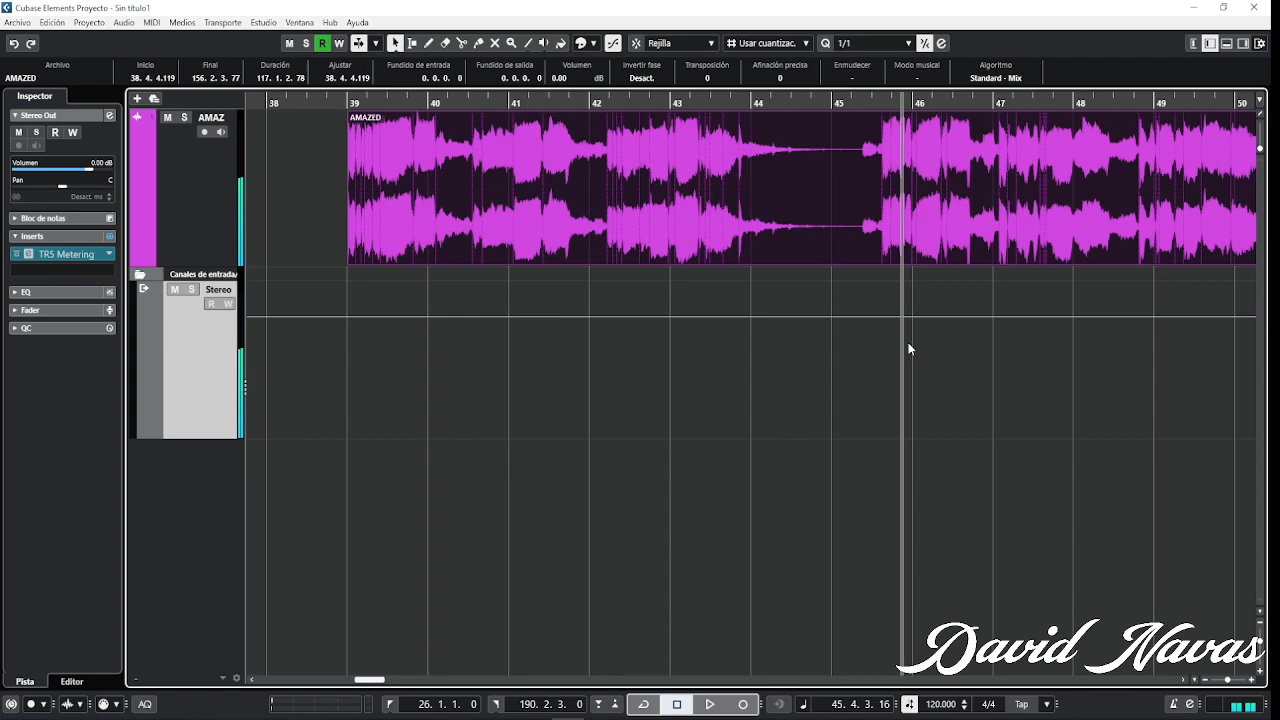 Cubase Elements Proyecto - Sin título1
Archivo Edición Proyecto Audio MIDI Medios Transporte Estudio Ventana Hub Ayuda
M S R W Rejilla Usar cuantizac. Q 1/1
Archivo Inicio Final Duración Ajustar Fundido de entrada Fundido de salida Volumen Invertir fase Transposición Afinación precisa Enmudecer Modo musical Algoritmo
AMAZED 38. 4. 4.119 156. 2. 3. 77 117. 1. 2. 78 38. 4. 4.119 0. 0. 0. 0 0. 0. 0. 0 0.00 dB Desact. 0 0 - - Standard - Mix
Inspector
38 39 40 41 42 43 44 45 46 47 48 49 50
Stereo Out
M S AMAZ
AMAZED
M S R W
Volumen 0.00 dB
Pan C
Desact. ms
Bloc de notas
Inserts
TR5 Metering
Canales de entrada/
M S Stereo
R W
EQ
Fader
QC
David Navas
Pista Editor
AQ 26. 1. 1. 0 190. 2. 3. 0 45. 4. 3. 16 120.000 4/4 Tap